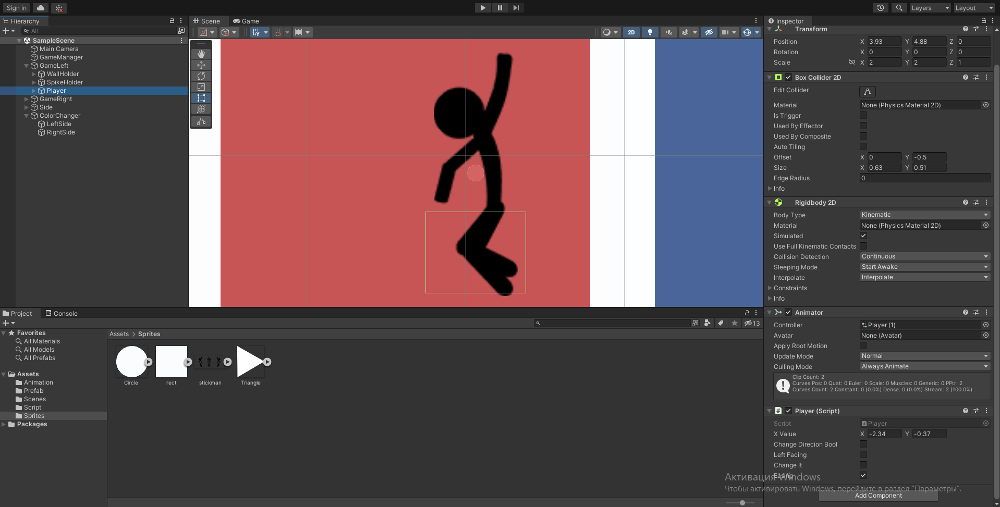 Sign in
Layers
Layout
Hierarchy
Scene
Game
Inspector
All
2D
SampleScene
Main Camera
GameManager
GameLeft
WallHolder
SpikeHolder
Player
GameRight
Side
ColorChanger
LeftSide
RightSide
Transform
Position X 3.93 Y 4.88 Z 0
Rotation X 0 Y 0 Z 0
Scale X 2 Y 2 Z 1
Box Collider 2D
Edit Collider
Material None (Physics Material 2D)
Is Trigger
Used By Effector
Used By Composite
Auto Tiling
Offset X 0 Y -0.5
Size X 0.63 Y 0.51
Edge Radius 0
Info
Rigidbody 2D
Body Type Kinematic
Material None (Physics Material 2D)
Simulated
Use Full Kinematic Contacts
Collision Detection Continuous
Sleeping Mode Start Awake
Interpolate Interpolate
Constraints
Info
Animator
Controller Player (1)
Avatar None (Avatar)
Apply Root Motion
Update Mode Normal
Culling Mode Always Animate
Clip Count: 2
Curves Pos: 0 Quat: 0 Euler: 0 Scale: 0 Muscles: 0 Generic: 0 PPtr: 2
Curves Count: 2 Constant: 0 (0.0%) Dense: 0 (0.0%) Stream: 2 (100.0%)
Player (Script)
Script Player
X Value X -2.34 Y -0.37
Change Direcion Bool
Left Facing
Change It
Easing
Add Component
Project
Console
13
Favorites
All Materials
All Models
All Prefabs
Assets
Animation
Prefab
Scenes
Script
Sprites
Packages
Assets > Sprites
Circle
rect
stickman
Triangle
Активация Windows
Чтобы активировать Windows, перейдите в раздел "Параметры".